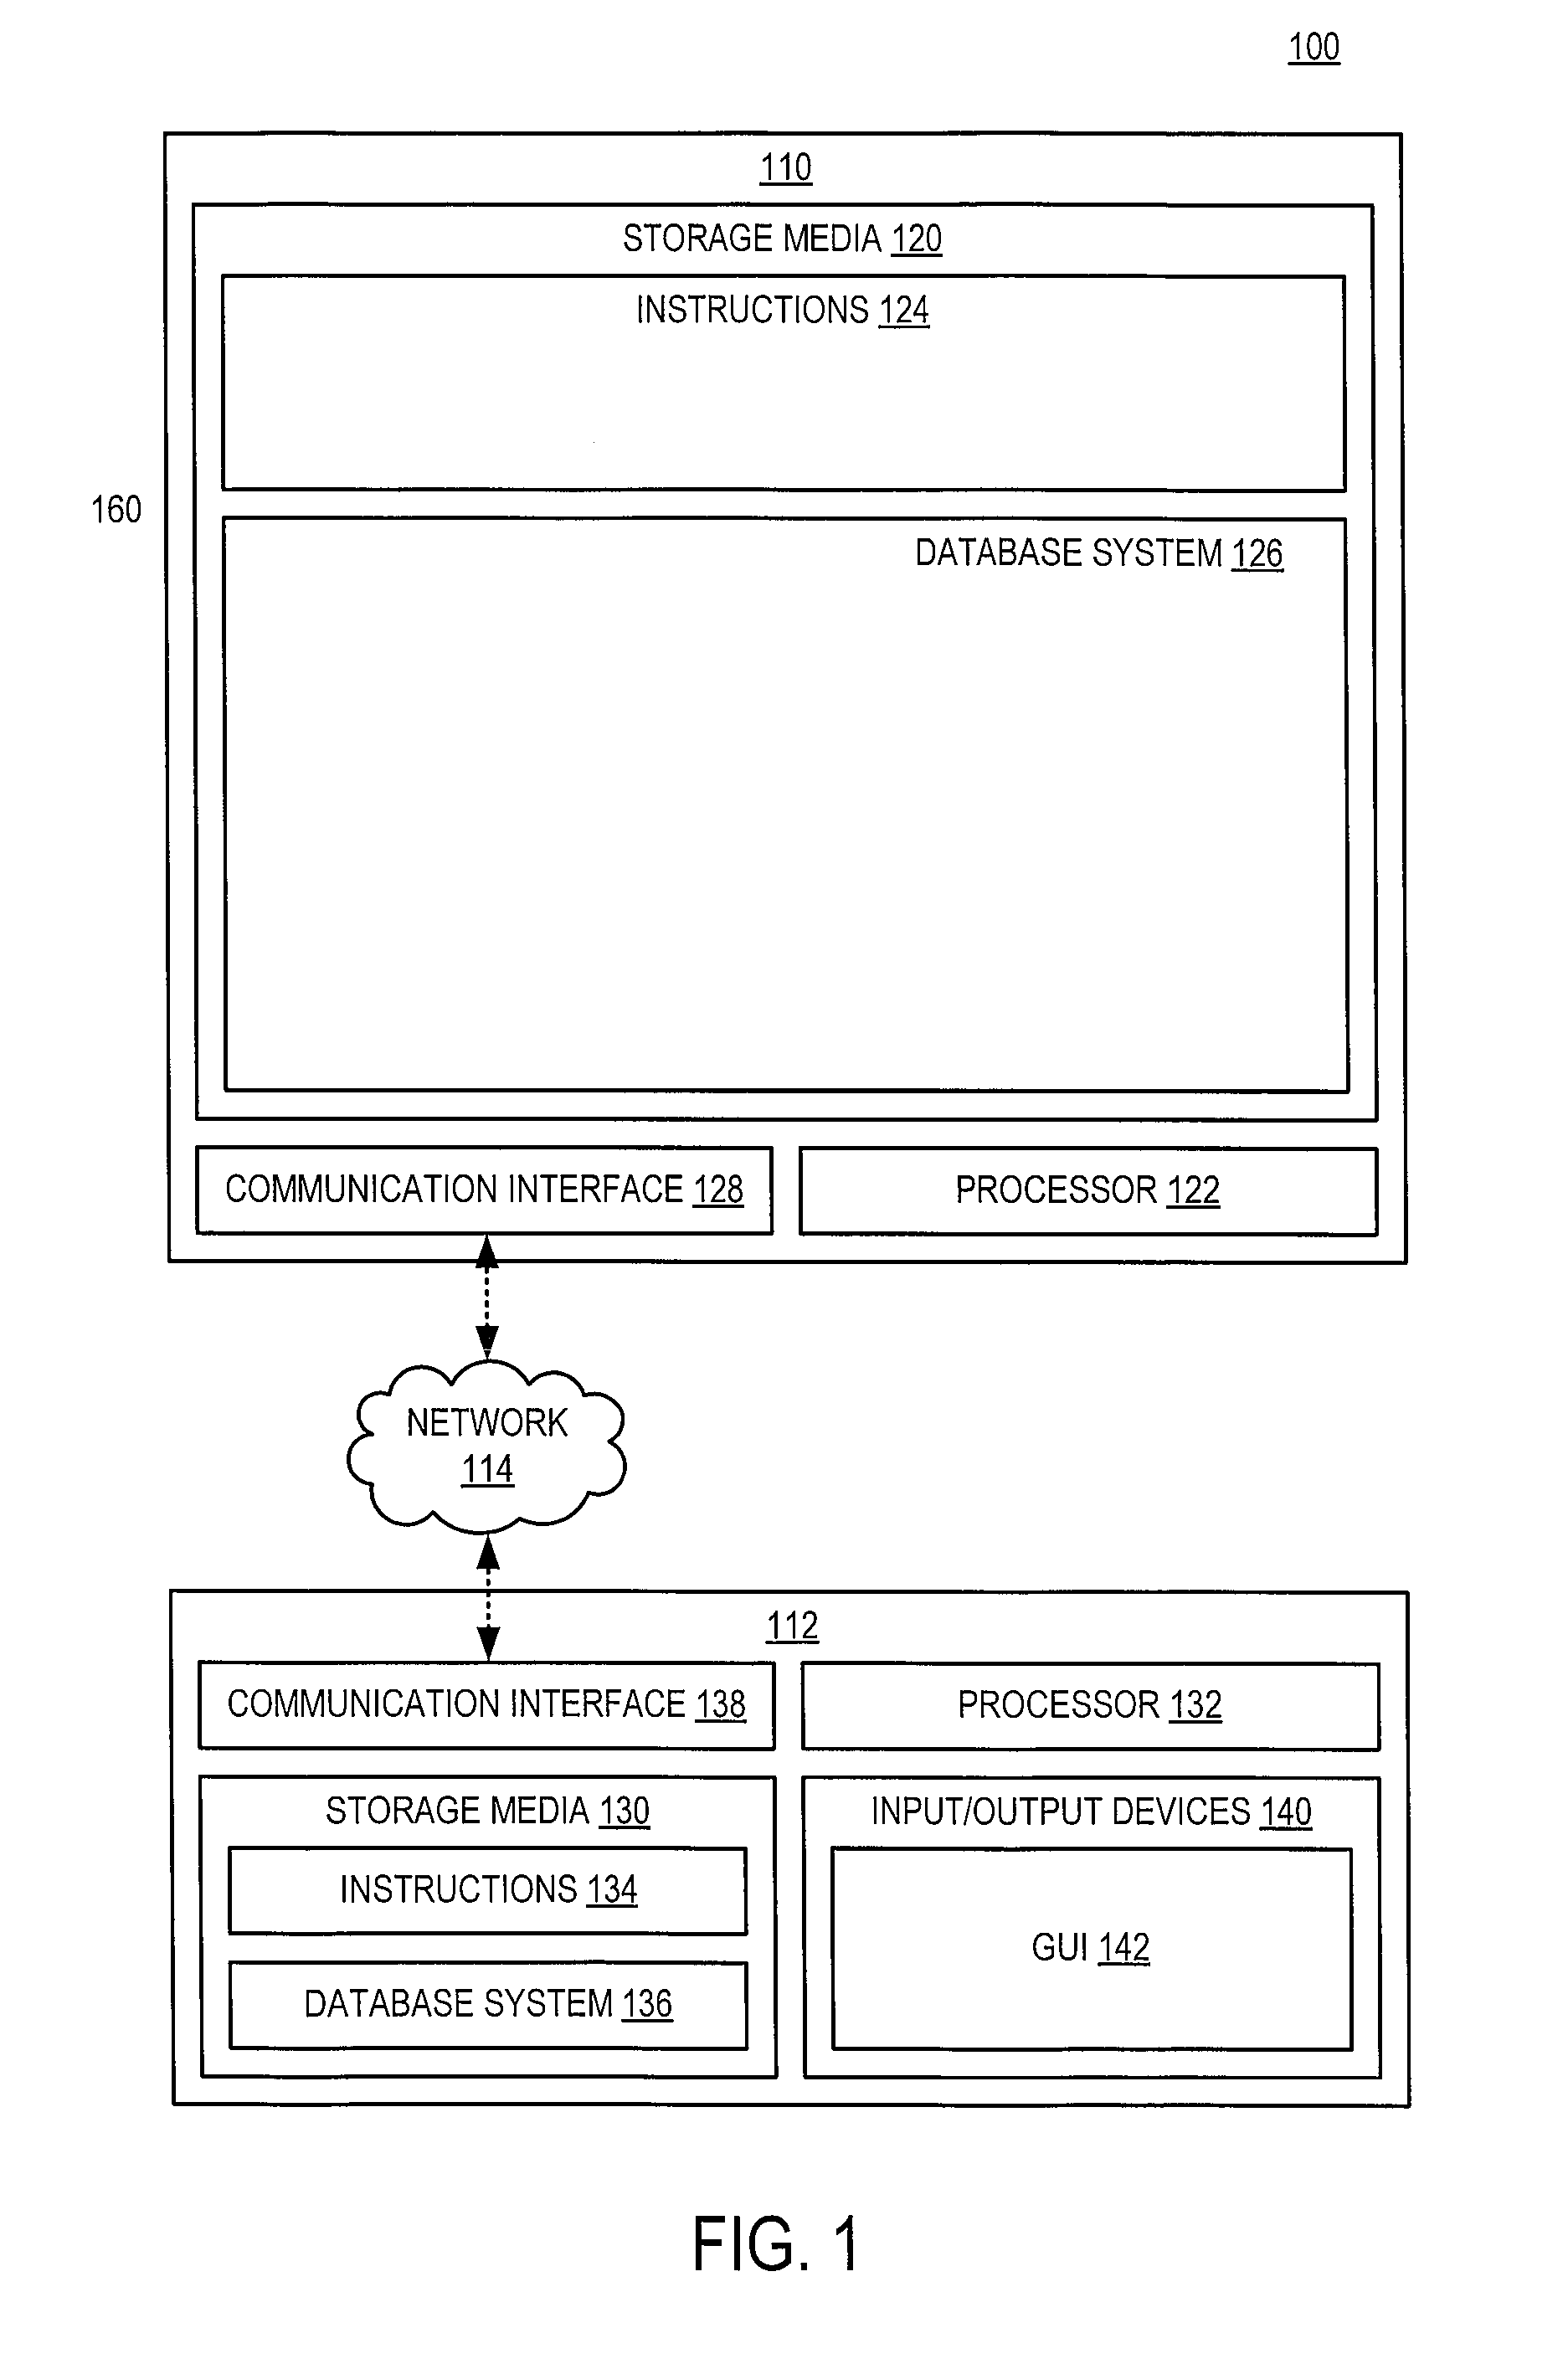 100
110
STORAGE MEDIA 120
INSTRUCTIONS 124
160
DATABASE SYSTEM 126
COMMUNICATION INTERFACE 128
PROCESSOR 122
NETWORK
114
112
COMMUNICATION INTERFACE 138
PROCESSOR 132
STORAGE MEDIA 130
INPUT/OUTPUT DEVICES 140
INSTRUCTIONS 134
GUI 142
DATABASE SYSTEM 136
FIG. 1